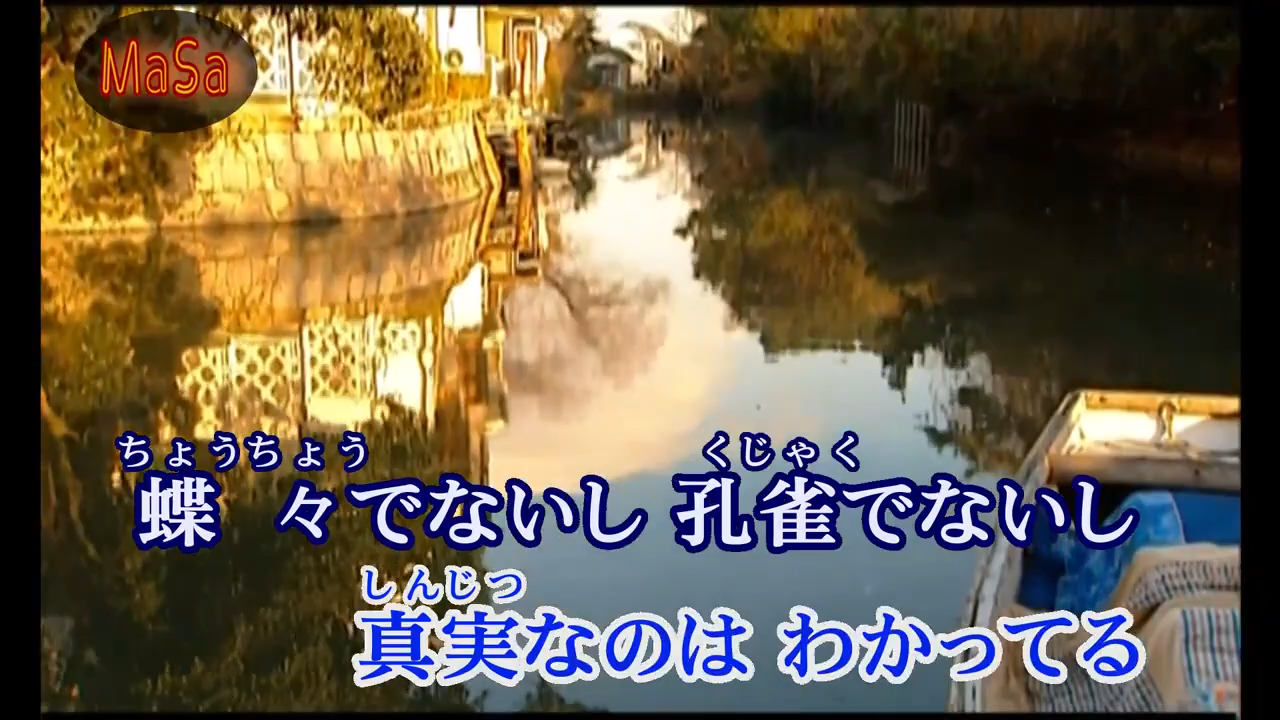 MaSa
ちょうちょう くじゃく
蝶 々でないし 孔雀でないし
しんじつ
真実なのは わかってる